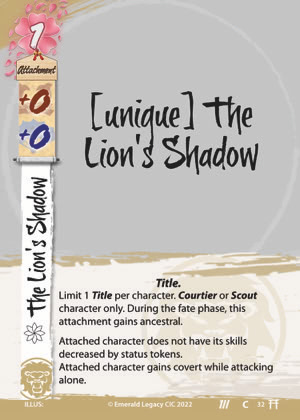 1
Attachment
+0
+0
[unique] The
Lion's Shadow
The Lion's Shadow
Title.
Limit 1 Title per character. Courtier or Scout
character only. During the fate phase, this
attachment gains ancestral.
Attached character does not have its skills
decreased by status tokens.
Attached character gains covert while attacking
alone.
ILLUS:
© Emerald Legacy CIC 2022
C
32